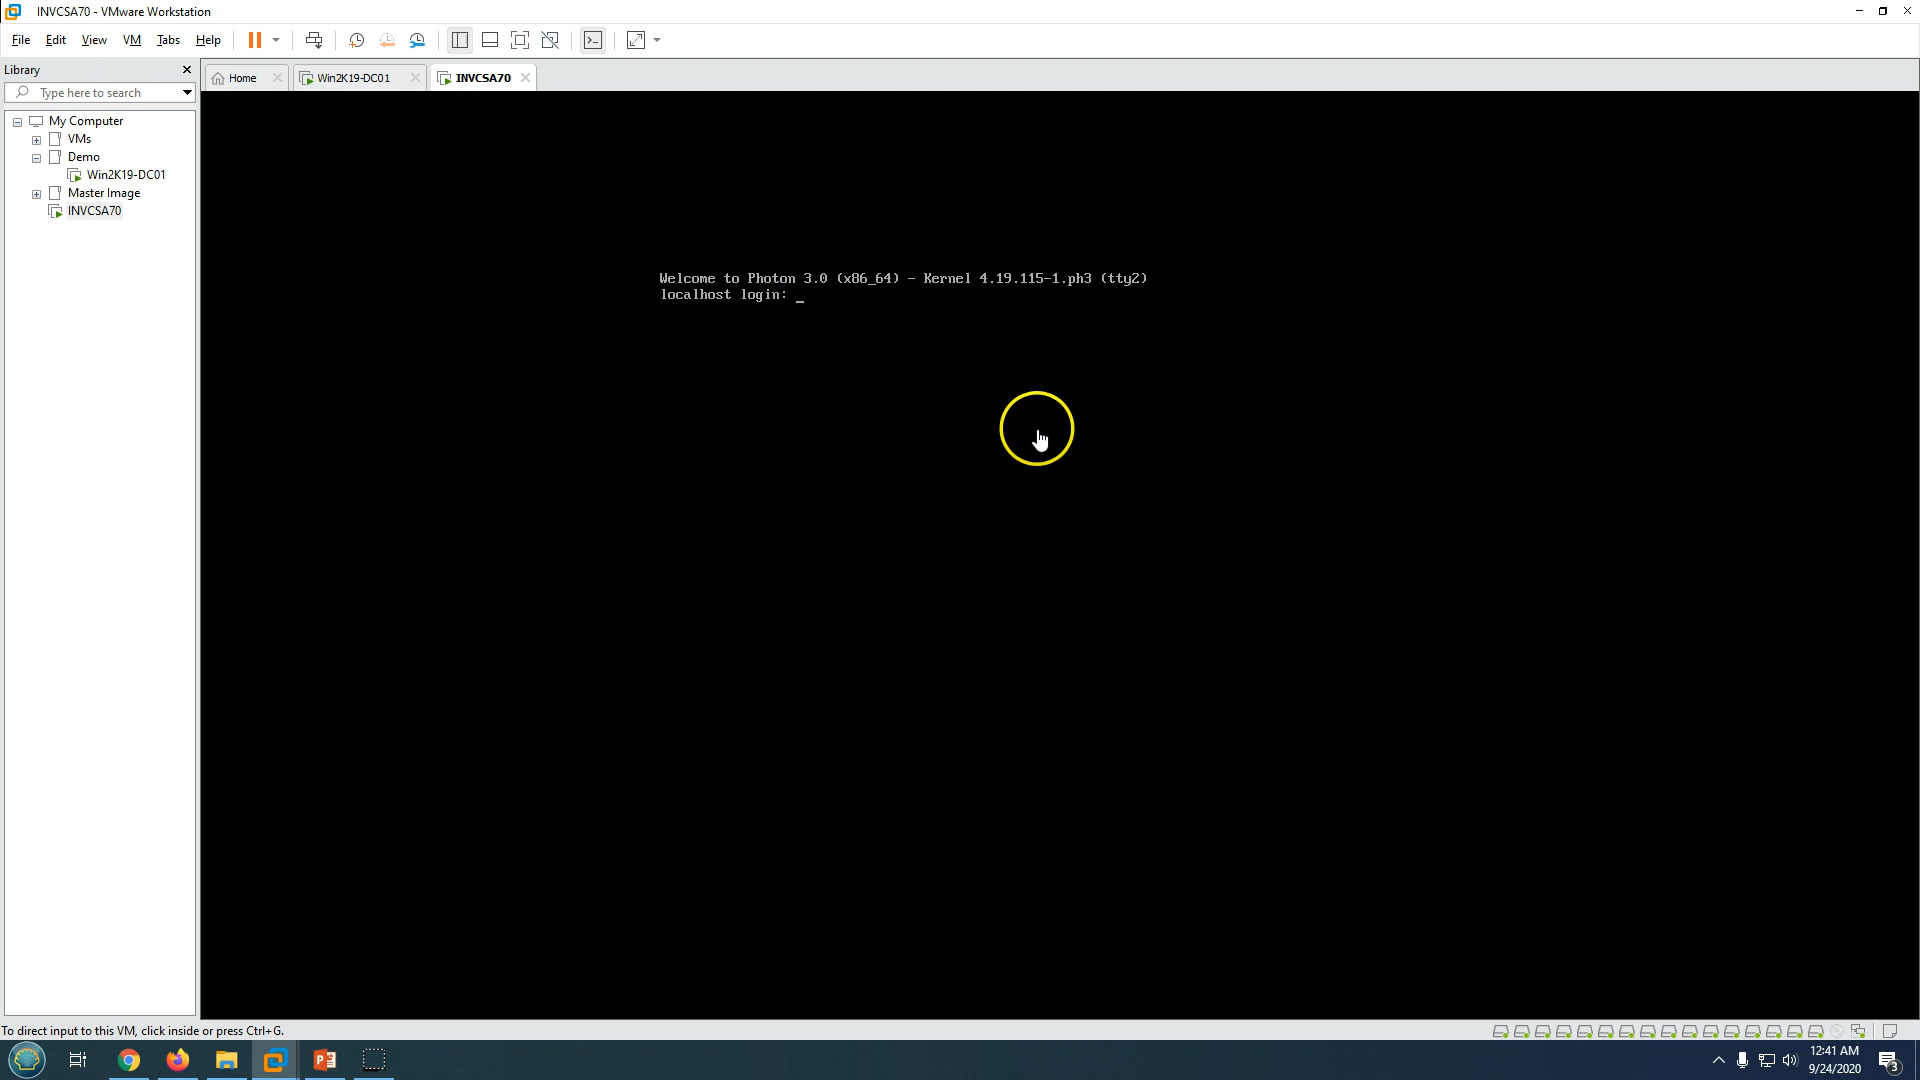 INVCSA70 - VMware Workstation
File Edit View VM Tabs Help
Library
Type here to search
My Computer
VMs
Demo
Win2K19-DC01
Master Image
INVCSA70
Home
Win2K19-DC01
INVCSA70
Welcome to Photon 3.0 (x86_64) - Kernel 4.19.115-1.ph3 (tty2)
localhost login: _
To direct input to this VM, click inside or press Ctrl+G.
12:41 AM
9/24/2020
3